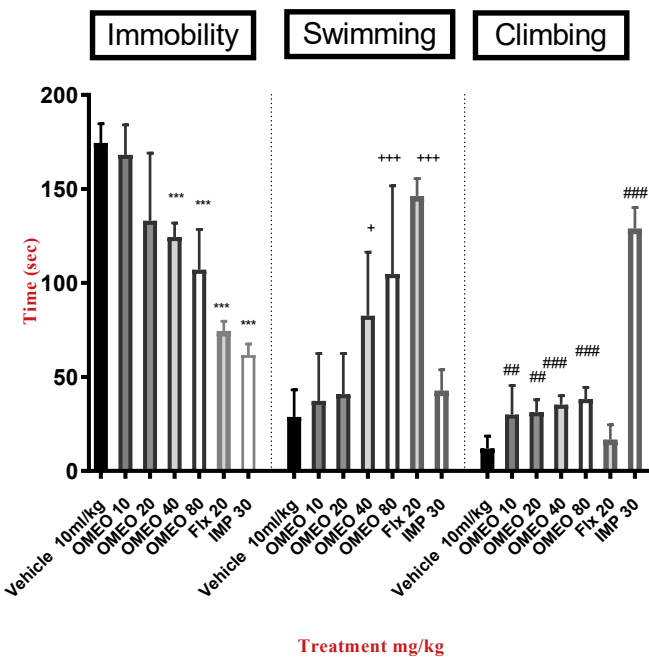 Immobility Swimming Climbing
200
150
100
50
0
Time (sec)
*** *** *** ***
+ +++ +++
## ## ### ### ###
Vehicle 10ml/kg
OMEO 10
OMEO 20
OMEO 40
OMEO 80
Flx 20
IMP 30
Vehicle 10ml/kg
OMEO 10
OMEO 20
OMEO 40
OMEO 80
Flx 20
IMP 30
Vehicle 10ml/kg
OMEO 10
OMEO 20
OMEO 40
OMEO 80
Flx 20
IMP 30
Treatment mg/kg